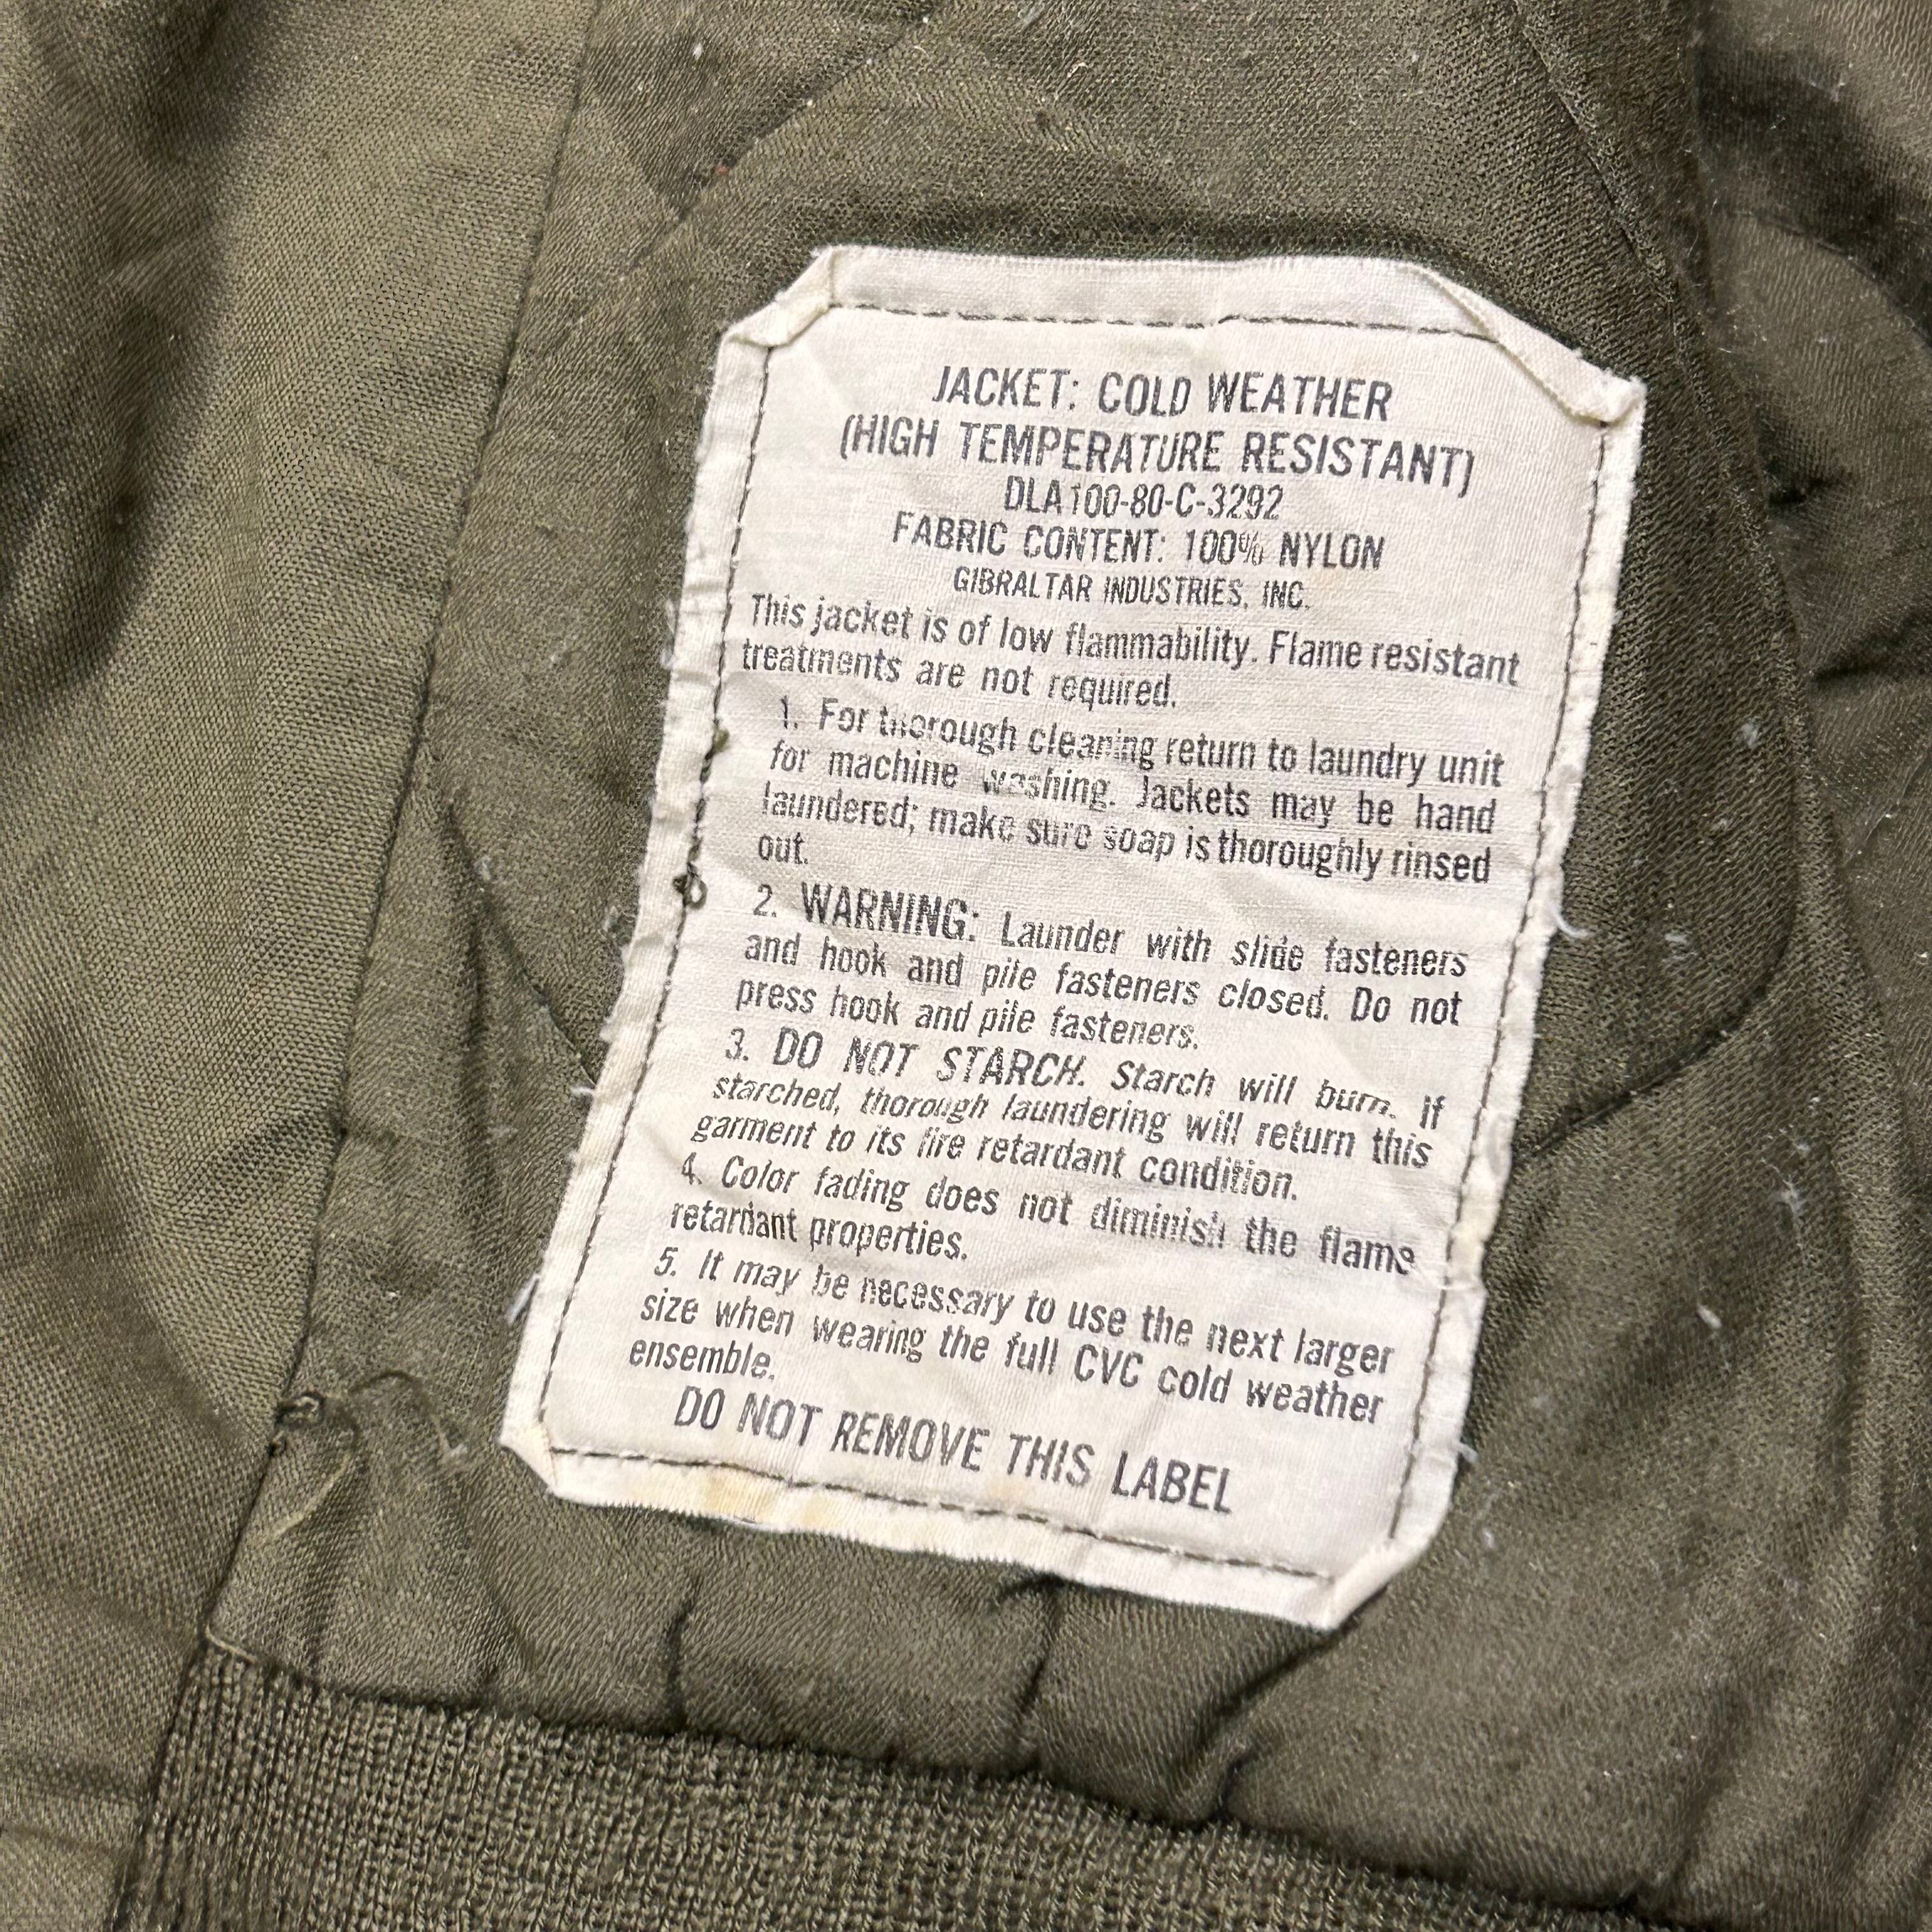 JACKET: COLD WEATHER
(HIGH TEMPERATURE RESISTANT)
DLA100-80-C-3292
FABRIC CONTENT: 100% NYLON
GIBRALTAR INDUSTRIES, INC.
This jacket is of low flammability. Flame resistant
treatments are not required.
1. For thorough cleaning return to laundry unit
for machine washing. Jackets may be hand
laundered; make sure soap is thoroughly rinsed
out.
2. WARNING: Launder with slide fasteners
and hook and pile fasteners closed. Do not
press hook and pile fasteners.
3. DO NOT STARCH. Starch will burn. If
starched, thorough laundering will return this
garment to its fire retardant condition.
4. Color fading does not diminish the flame
retardant properties.
5. It may be necessary to use the next larger
size when wearing the full CVC cold weather
ensemble.
DO NOT REMOVE THIS LABEL